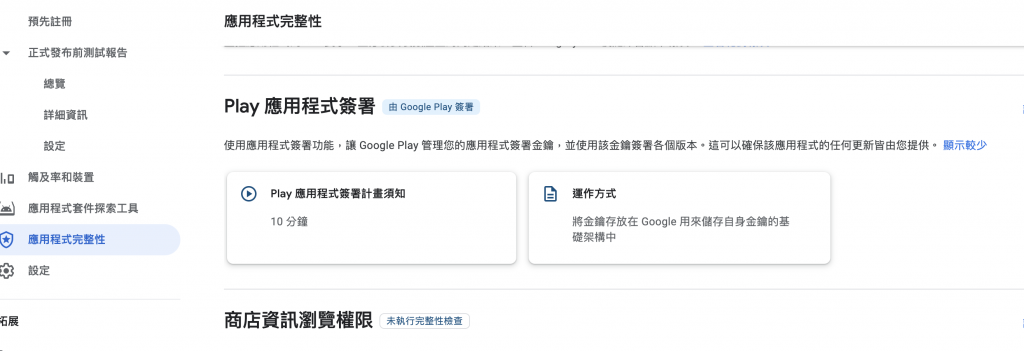 預先註冊
應用程式完整性
正式發布前測試報告
總覽
詳細資訊
設定
觸及率和裝置
應用程式套件探索工具
應用程式完整性
設定
拓展
Play 應用程式簽署 由 Google Play 簽署
使用應用程式簽署功能，讓 Google Play 管理您的應用程式簽署金鑰，並使用該金鑰簽署各個版本。這可以確保該應用程式的任何更新皆由您提供。 顯示較少
Play 應用程式簽署計畫須知
10 分鐘
運作方式
將金鑰存放在 Google 用來儲存自身金鑰的基
礎架構中
商店資訊瀏覽權限 未執行完整性檢查